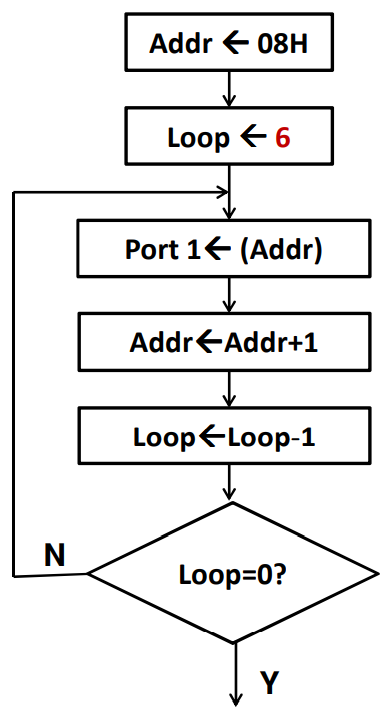 Addr ← 08H
Loop ← 6
Port 1← (Addr)
Addr←Addr+1
Loop←Loop-1
Loop=0?
N
Y